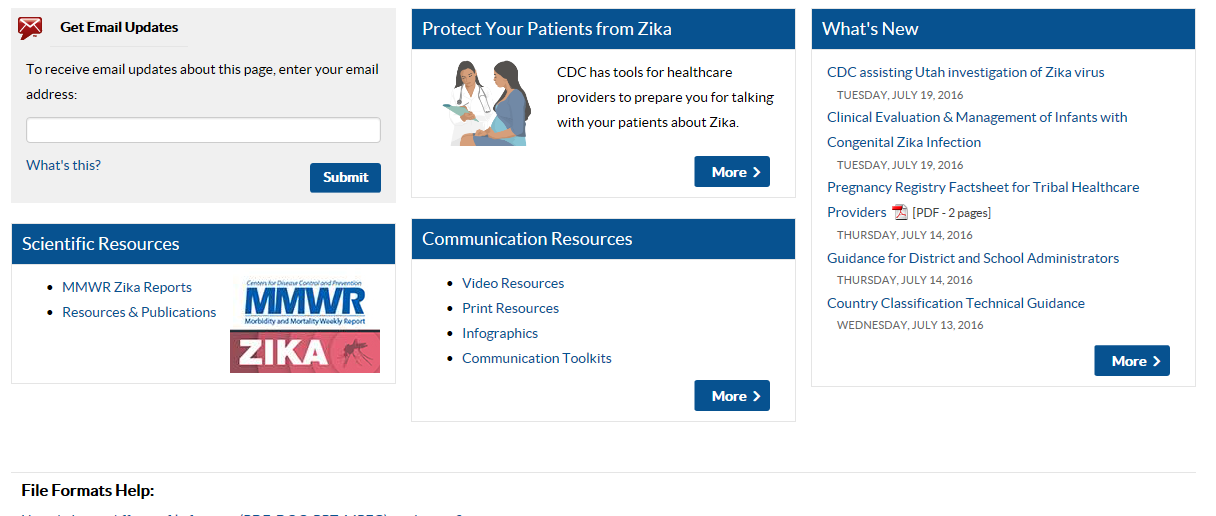 Get Email Updates
To receive email updates about this page, enter your email
address:
What's this?
Submit
Scientific Resources
MMWR Zika Reports
Resources & Publications
Centers for Disease Control and Prevention
MMWR
Morbidity and Mortality Weekly Report
ZIKA
Protect Your Patients from Zika
CDC has tools for healthcare
providers to prepare you for talking
with your patients about Zika.
More
Communication Resources
Video Resources
Print Resources
Infographics
Communication Toolkits
More
What's New
CDC assisting Utah investigation of Zika virus
TUESDAY, JULY 19, 2016
Clinical Evaluation & Management of Infants with
Congenital Zika Infection
TUESDAY, JULY 19, 2016
Pregnancy Registry Factsheet for Tribal Healthcare
Providers [PDF - 2 pages]
THURSDAY, JULY 14, 2016
Guidance for District and School Administrators
THURSDAY, JULY 14, 2016
Country Classification Technical Guidance
WEDNESDAY, JULY 13, 2016
More
File Formats Help: